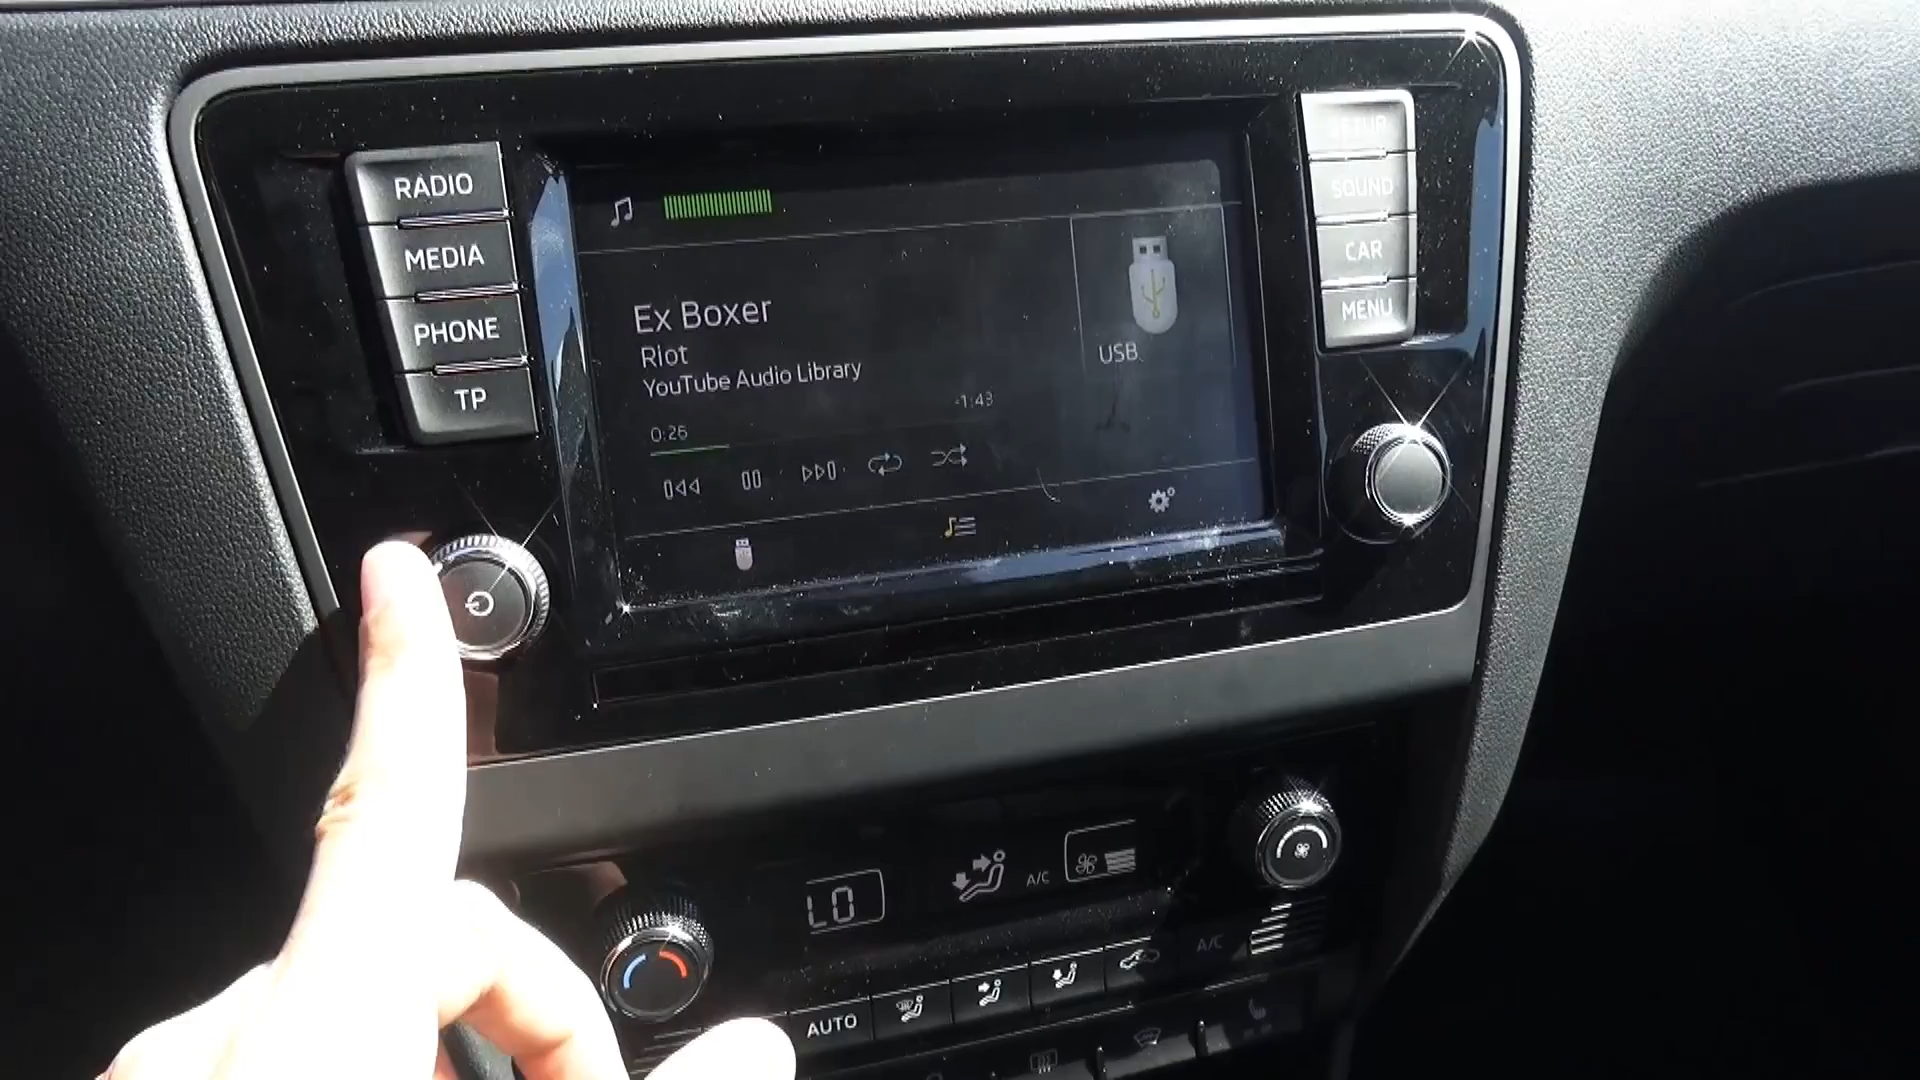 RADIO
MEDIA
PHONE
TP
SETUP
SOUND
CAR
MENU
Ex Boxer
Riot
YouTube Audio Library
0:26
-1:43
USB
LO
A/C
A/C
AUTO